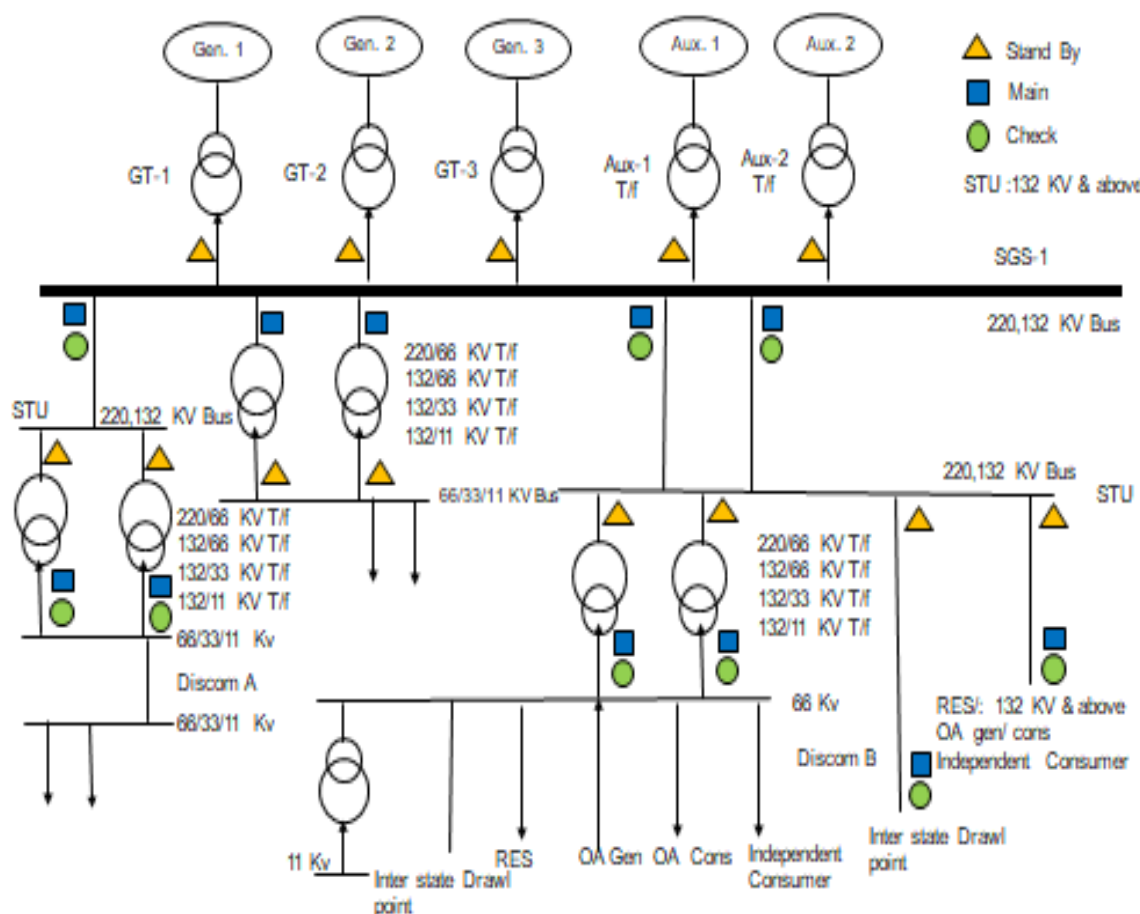 Gen. 1
Gen. 2
Gen. 3
Aux. 1
Aux. 2
Stand By
Main
Check
STU :132 KV & above
GT-1
GT-2
GT-3
Aux-1
T/f
Aux-2
T/f
SGS-1
220,132 KV Bus
220/66 KV T/f
132/66 KV T/f
132/33 KV T/f
132/11 KV T/f
STU
220,132 KV Bus
66/33/11 KV Bus
220,132 KV Bus
STU
220/66 KV T/f
132/66 KV T/f
132/33 KV T/f
132/11 KV T/f
220/66 KV T/f
132/66 KV T/f
132/33 KV T/f
132/11 KV T/f
66/33/11 Kv
Discom A
66/33/11 Kv
66 Kv
Discom B
RES/: 132 KV & above
OA gen/ cons
Independent Consumer
11 Kv
Inter state Drawl
point
RES
OA Gen
OA Cons
Independent
Consumer
Inter state Drawl
point